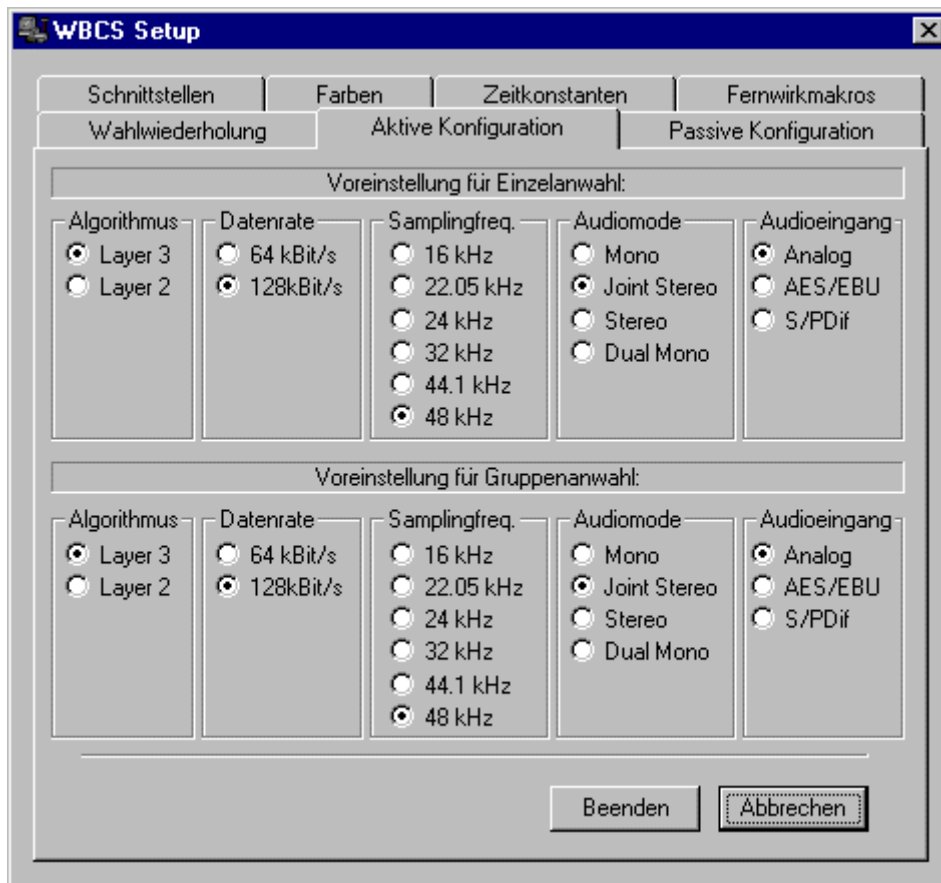 WBCS Setup
Schnittstellen Farben Zeitkonstanten Fernwirkmakros
Wahlwiederholung Aktive Konfiguration Passive Konfiguration
Voreinstellung für Einzelanwahl:
Algorithmus Datenrate Samplingfreq. Audiomode Audioeingang
Layer 3 64 kBit/s 16 kHz Mono Analog
Layer 2 128kBit/s 22.05 kHz Joint Stereo AES/EBU
24 kHz Stereo S/PDif
32 kHz Dual Mono
44.1 kHz
48 kHz
Voreinstellung für Gruppenanwahl:
Algorithmus Datenrate Samplingfreq. Audiomode Audioeingang
Layer 3 64 kBit/s 16 kHz Mono Analog
Layer 2 128kBit/s 22.05 kHz Joint Stereo AES/EBU
24 kHz Stereo S/PDif
32 kHz Dual Mono
44.1 kHz
48 kHz
Beenden Abbrechen